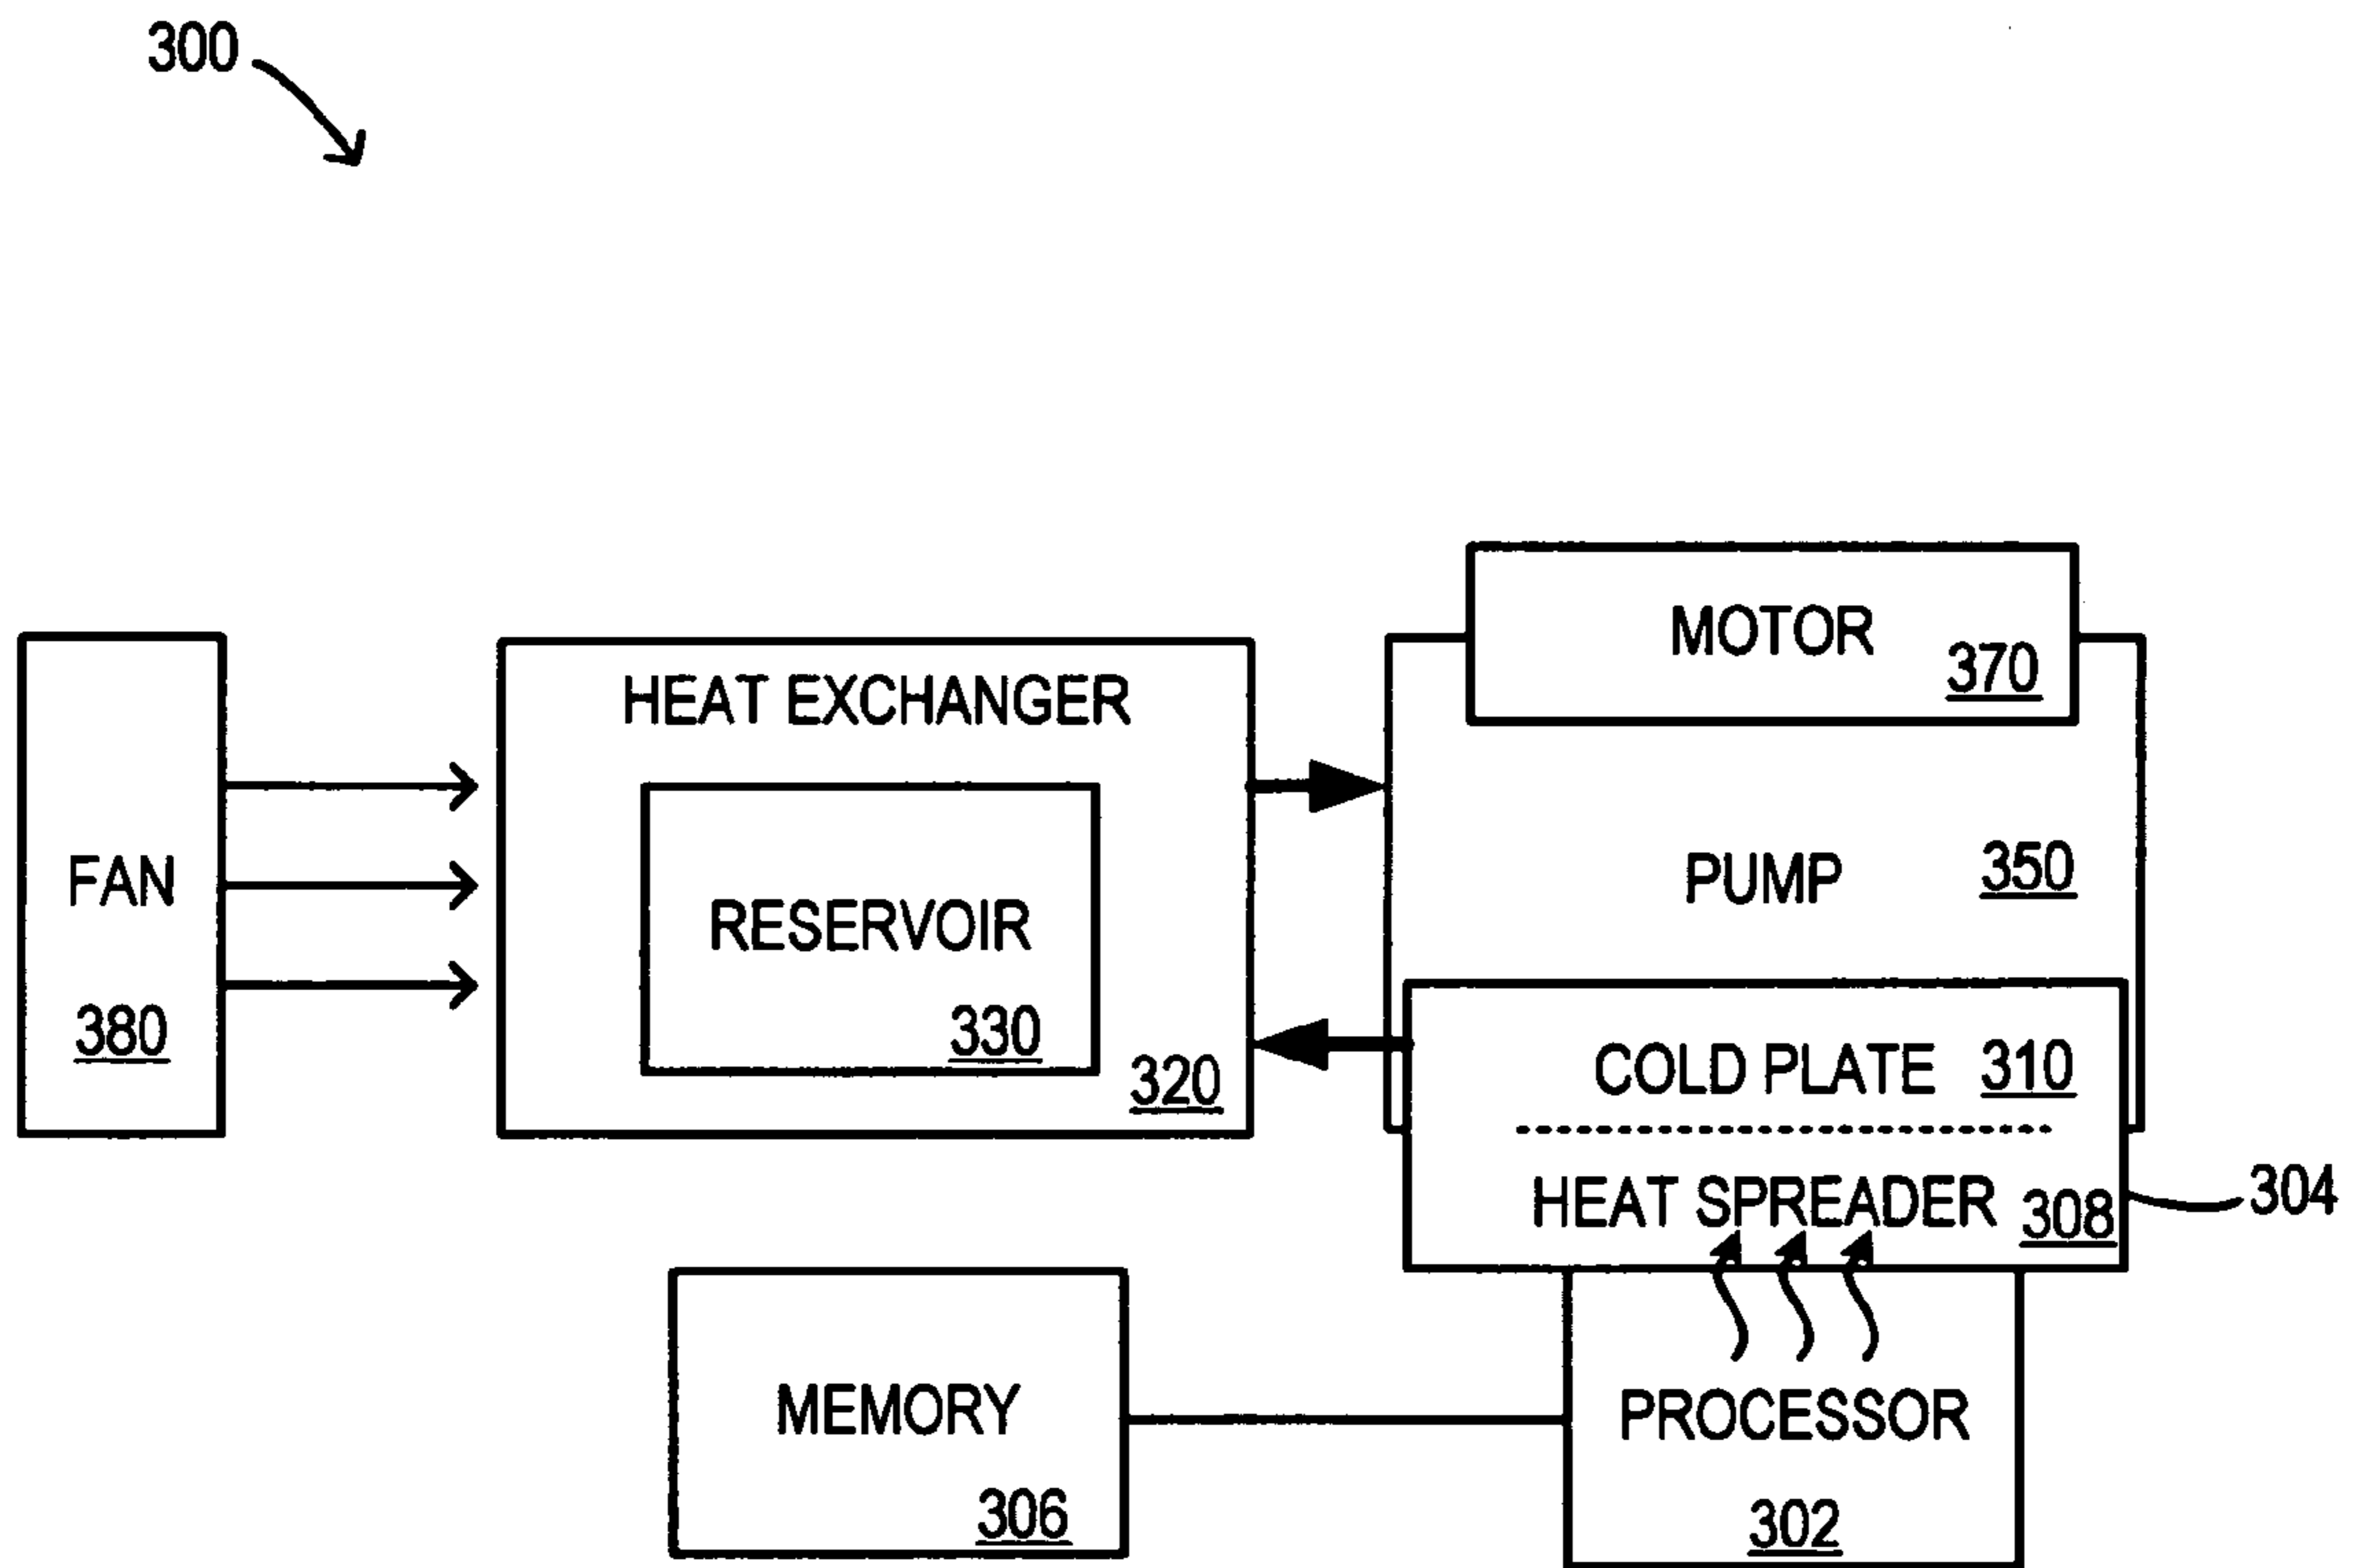 300
MOTOR
370
HEAT EXCHANGER
PUMP
350
FAN
380
RESERVOIR
330
320
COLD PLATE 310
HEAT SPREADER 308
304
MEMORY
306
PROCESSOR
302